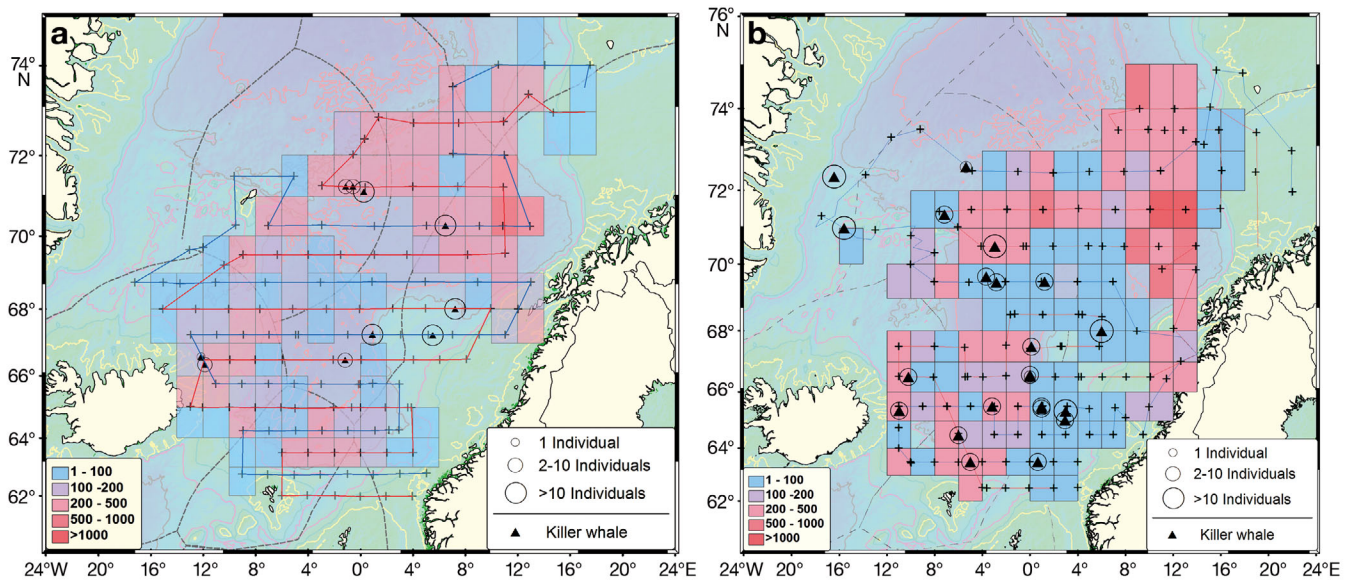 a
74°
72°
70°
68°
66°
64°
62°
1 - 100
100 -200
200 - 500
500 - 1000
>1000
1 Individual
2-10 Individuals
>10 Individuals
Killer whale
24°W 20° 16° 12° 8° 4° 0° 4° 8° 12° 16° 20° 24°E
76°
N
b
74°
72°
70°
68°
66°
64°
62°
1 - 100
100 -200
200 - 500
500 - 1000
>1000
1 Individual
2-10 Individuals
>10 Individuals
Killer whale
24°W 20° 16° 12° 8° 4° 0° 4° 8° 12° 16° 20° 24°E